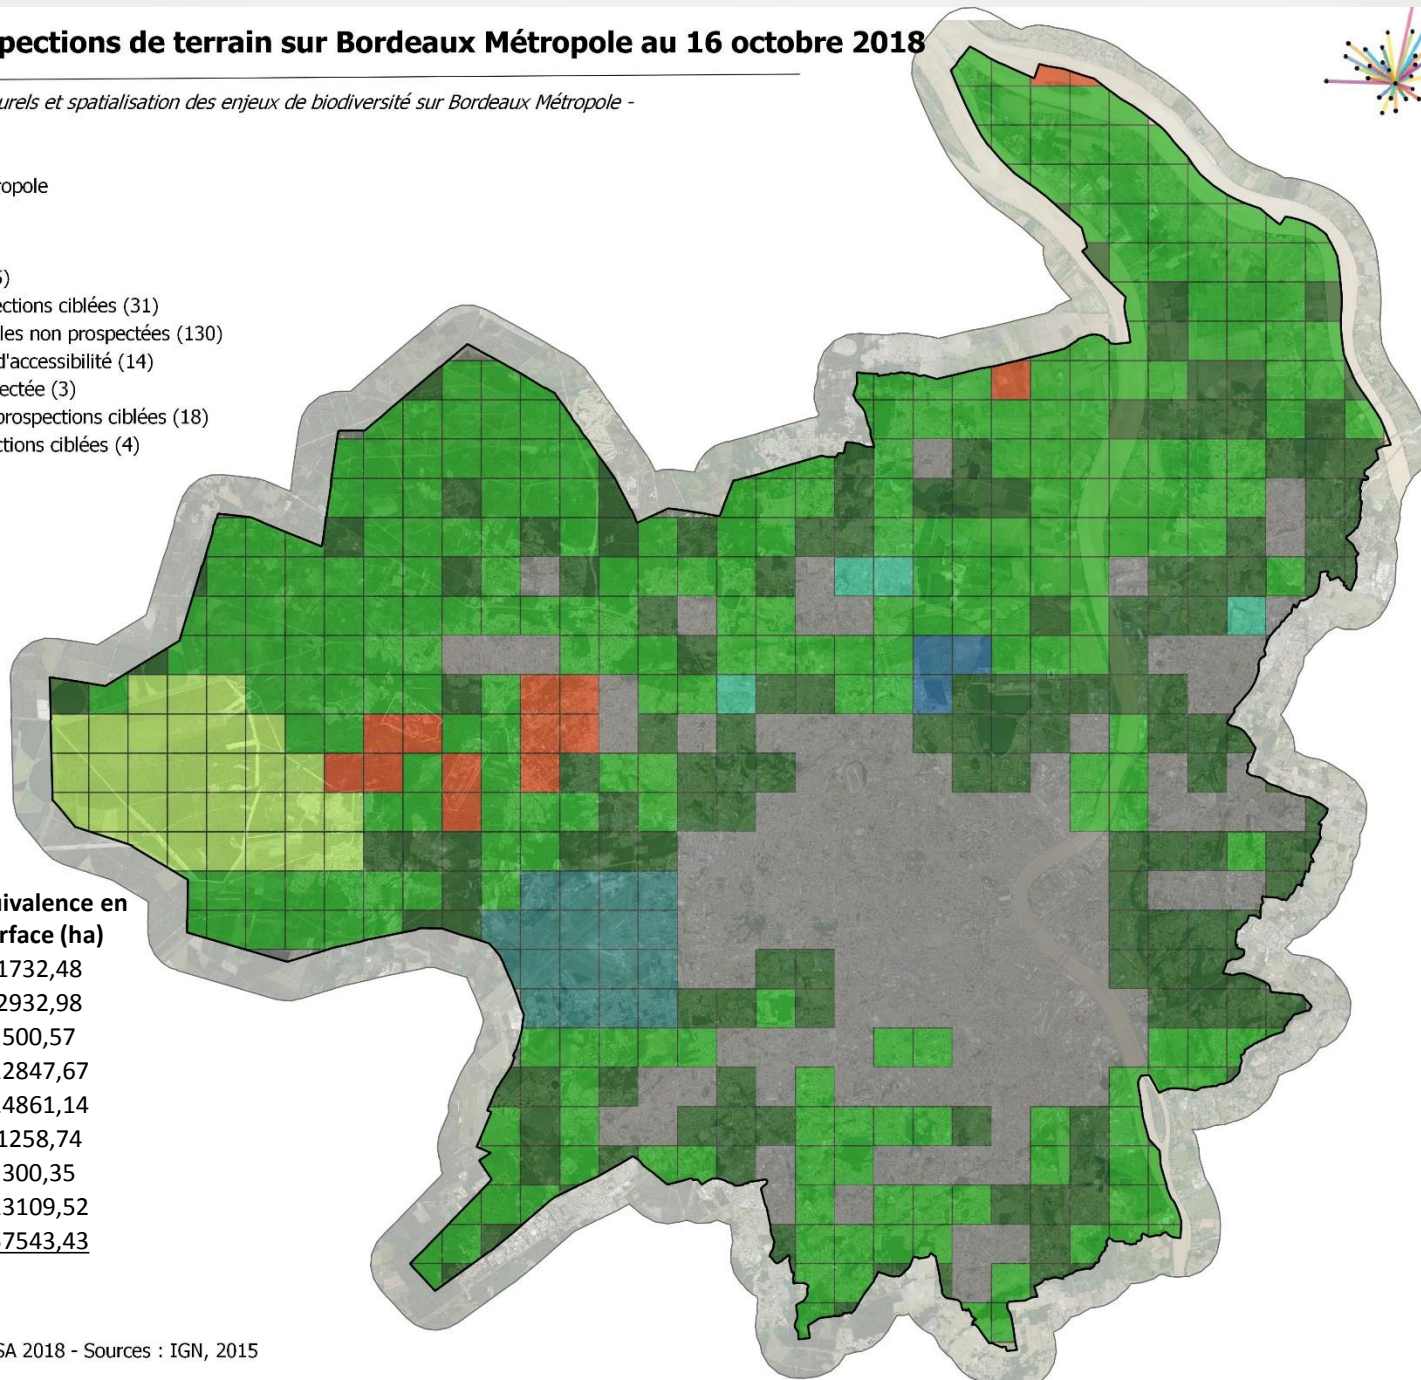 pections de terrain sur Bordeaux Métropole au 16 octobre 2018
urels et spatialisation des enjeux de biodiversité sur Bordeaux Métropole -
opole
5)
ections ciblées (31)
les non prospectées (130)
d'accessibilité (14)
ectée (3)
prospections ciblées (18)
ctions ciblées (4)
uivalence en
rface (ha)
1732,48
2932,98
500,57
2847,67
4861,14
1258,74
300,35
3109,52
57543,43
SA 2018 - Sources : IGN, 2015